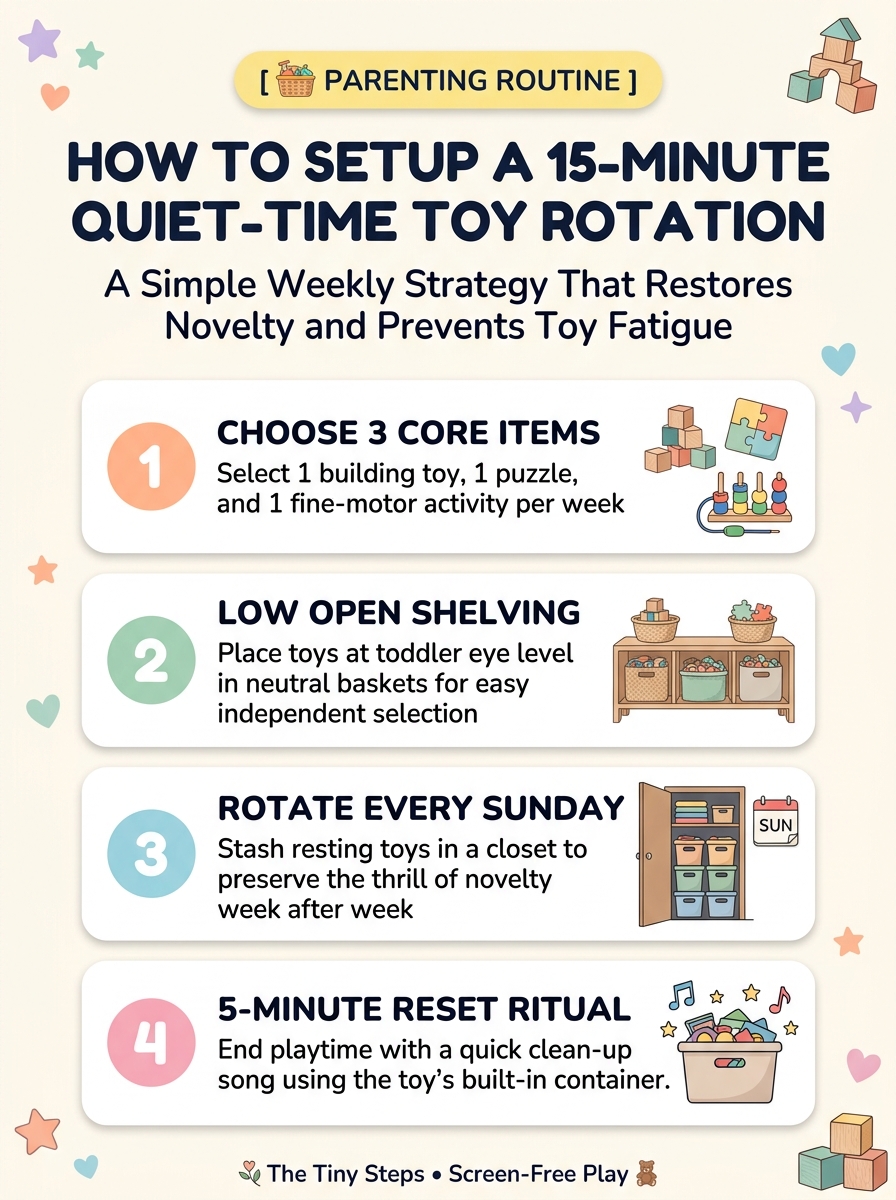 [ PARENTING ROUTINE ]
HOW TO SETUP A 15-MINUTE
QUIET-TIME TOY ROTATION
A Simple Weekly Strategy That Restores
Novelty and Prevents Toy Fatigue
1
CHOOSE 3 CORE ITEMS
Select 1 building toy, 1 puzzle,
and 1 fine-motor activity per week
2
LOW OPEN SHELVING
Place toys at toddler eye level
in neutral baskets for easy
independent selection
3
ROTATE EVERY SUNDAY
Stash resting toys in a closet to
preserve the thrill of novelty
week after week
SUN
4
5-MINUTE RESET RITUAL
End playtime with a quick clean-up
song using the toy’s built-in container.
The Tiny Steps • Screen-Free Play